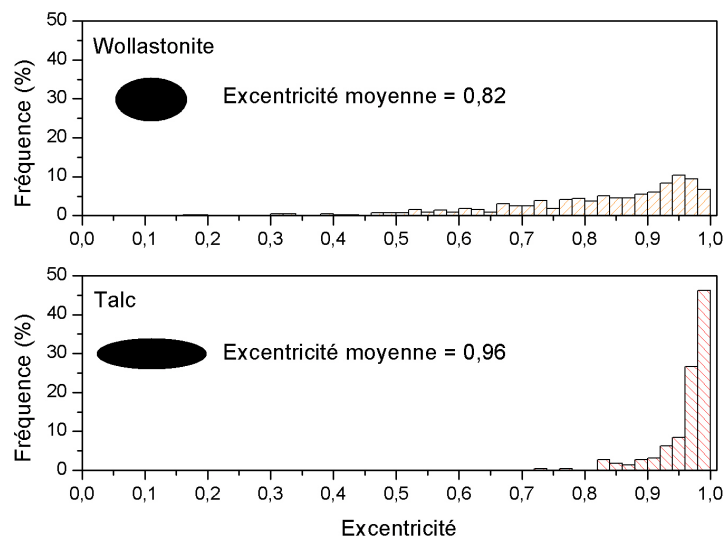 50
40
30
20
10
0
Fréquence (%)
Wollastonite
Excentricité moyenne = 0,82
0,0 0,1 0,2 0,3 0,4 0,5 0,6 0,7 0,8 0,9 1,0
50
40
30
20
10
0
Fréquence (%)
Talc
Excentricité moyenne = 0,96
0,0 0,1 0,2 0,3 0,4 0,5 0,6 0,7 0,8 0,9 1,0
Excentricité